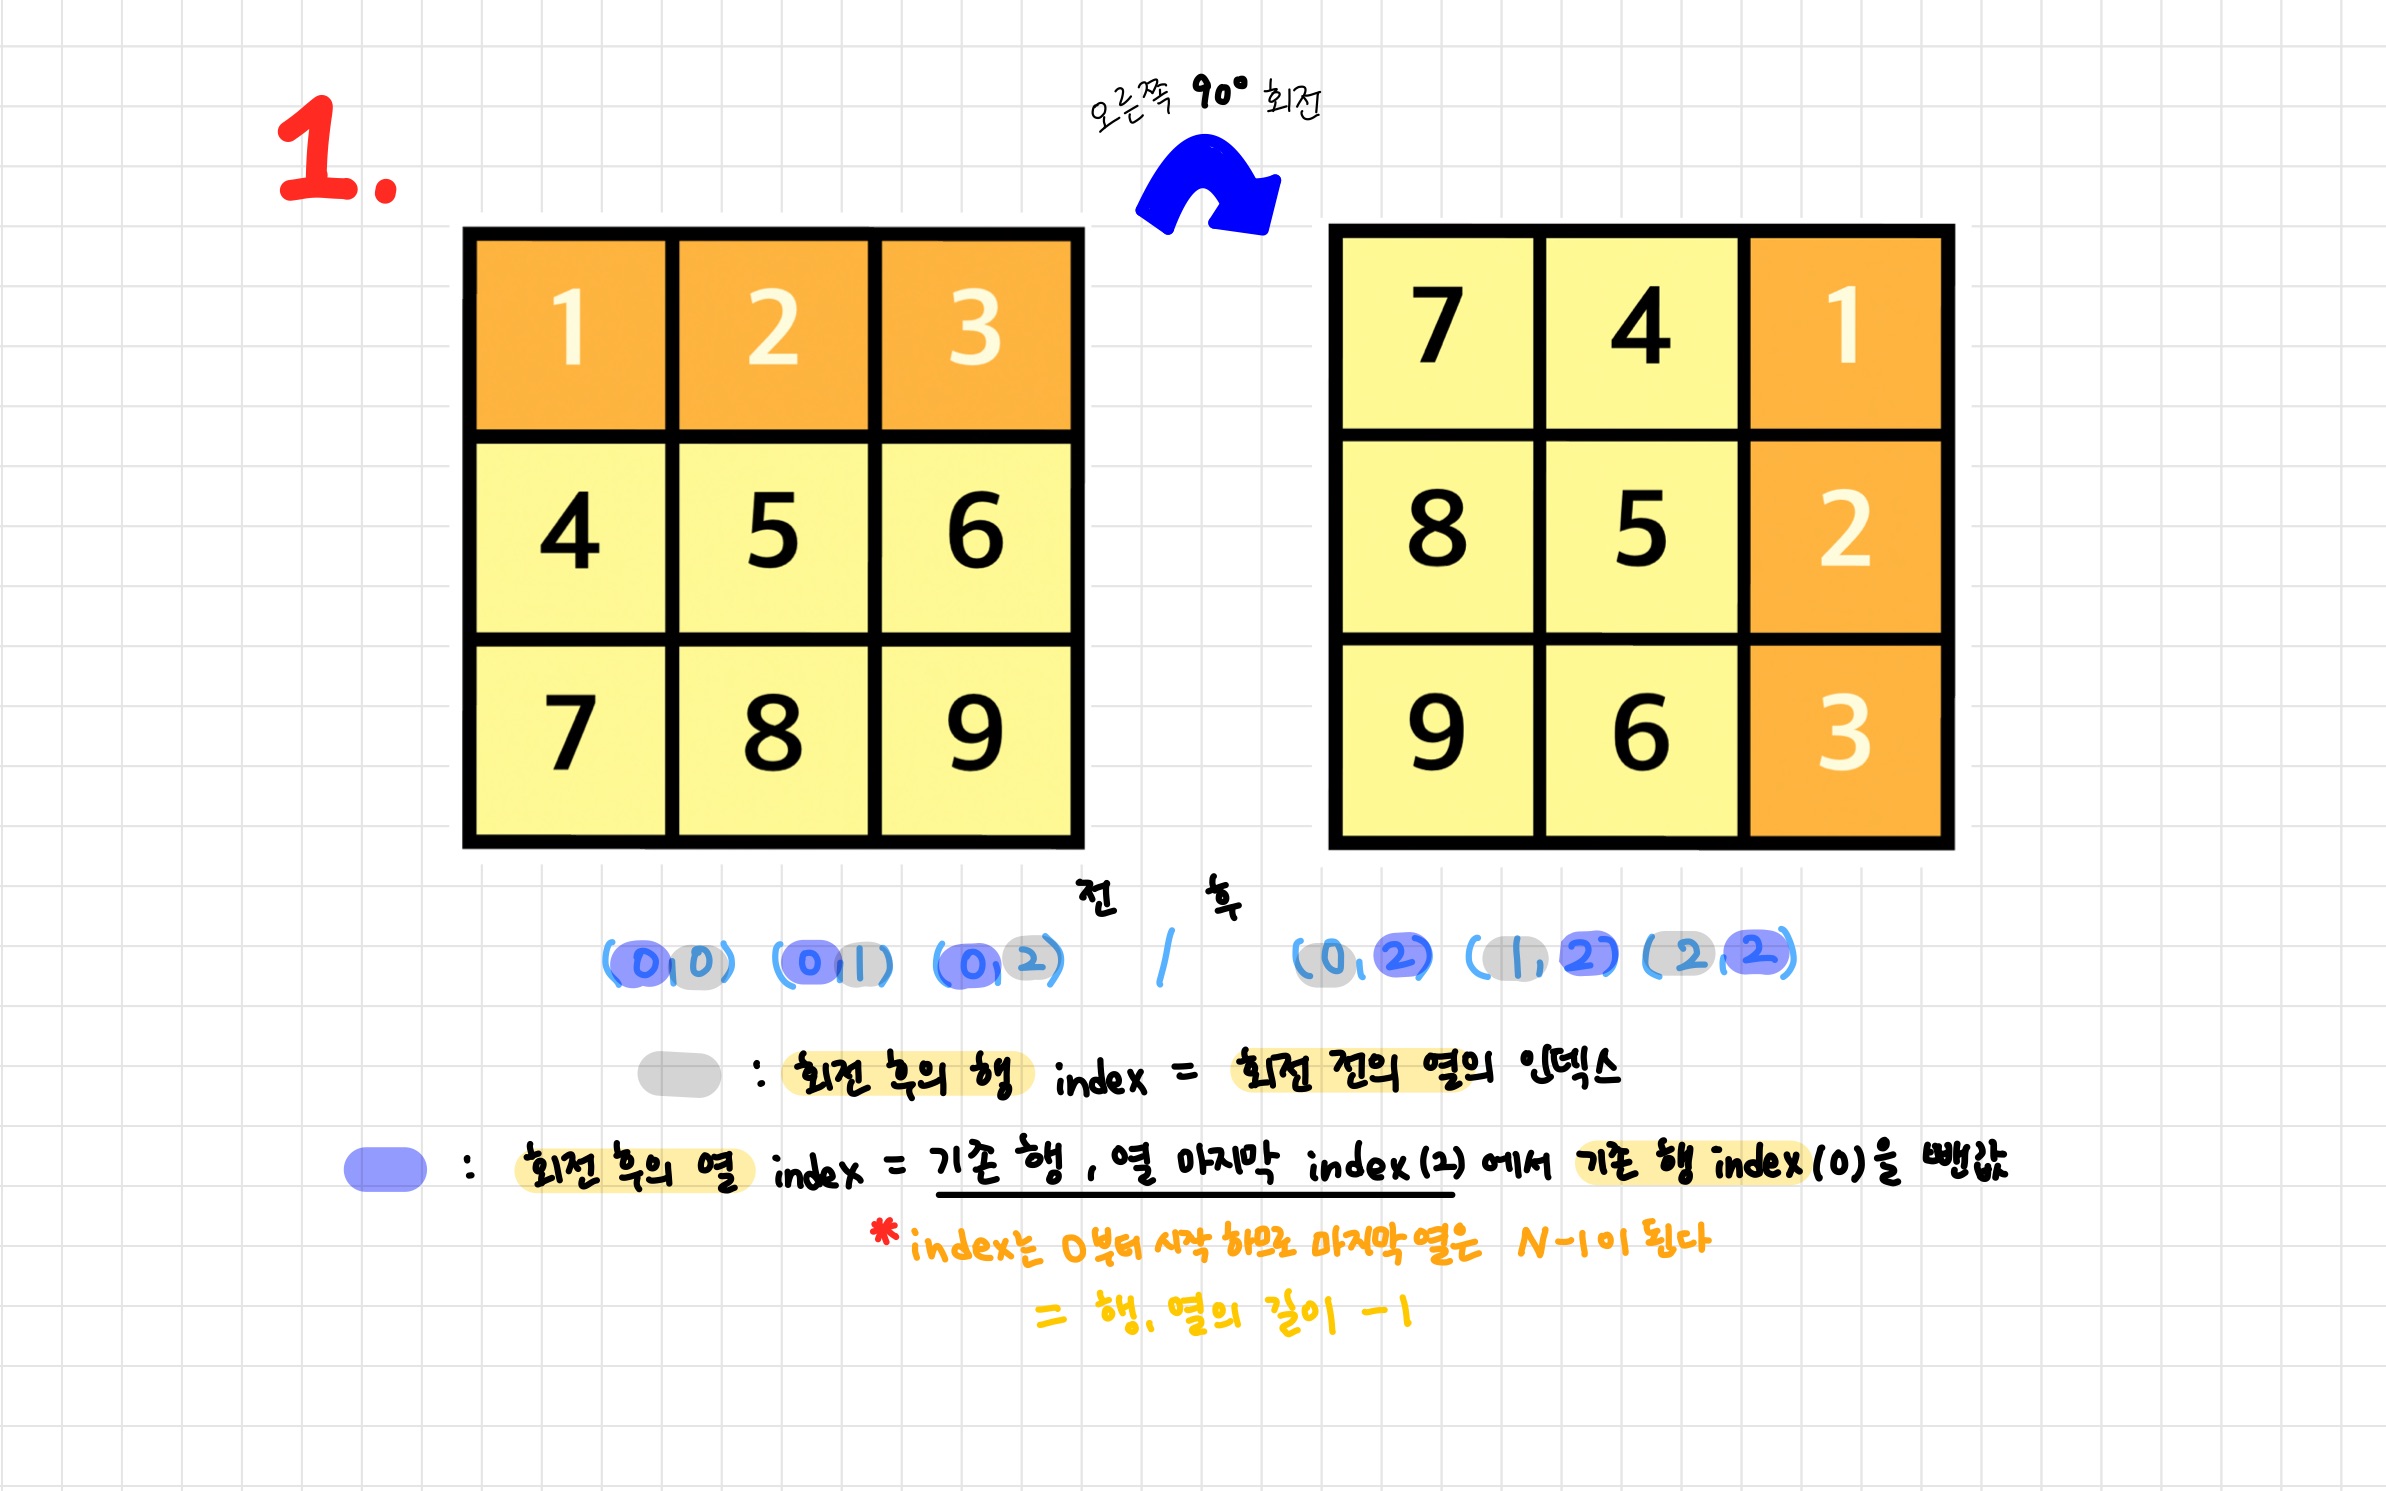 1.
오른쪽 90° 회전
1 2 3
4 5 6
7 8 9
7 4 1
8 5 2
9 6 3
전 후
(0,0) (0,1) (0,2) / (0,2) (1,2) (2,2)
: 회전 후의 행 index = 회전 전의 열의 인덱스
: 회전 후의 열 index = 기존 행, 열 마지막 index(2) 에서 기존 행 index(0)을 뺀값
*index는 0부터 시작 하므로 마지막열은 N-1이 된다
= 행, 열의 길이 -1